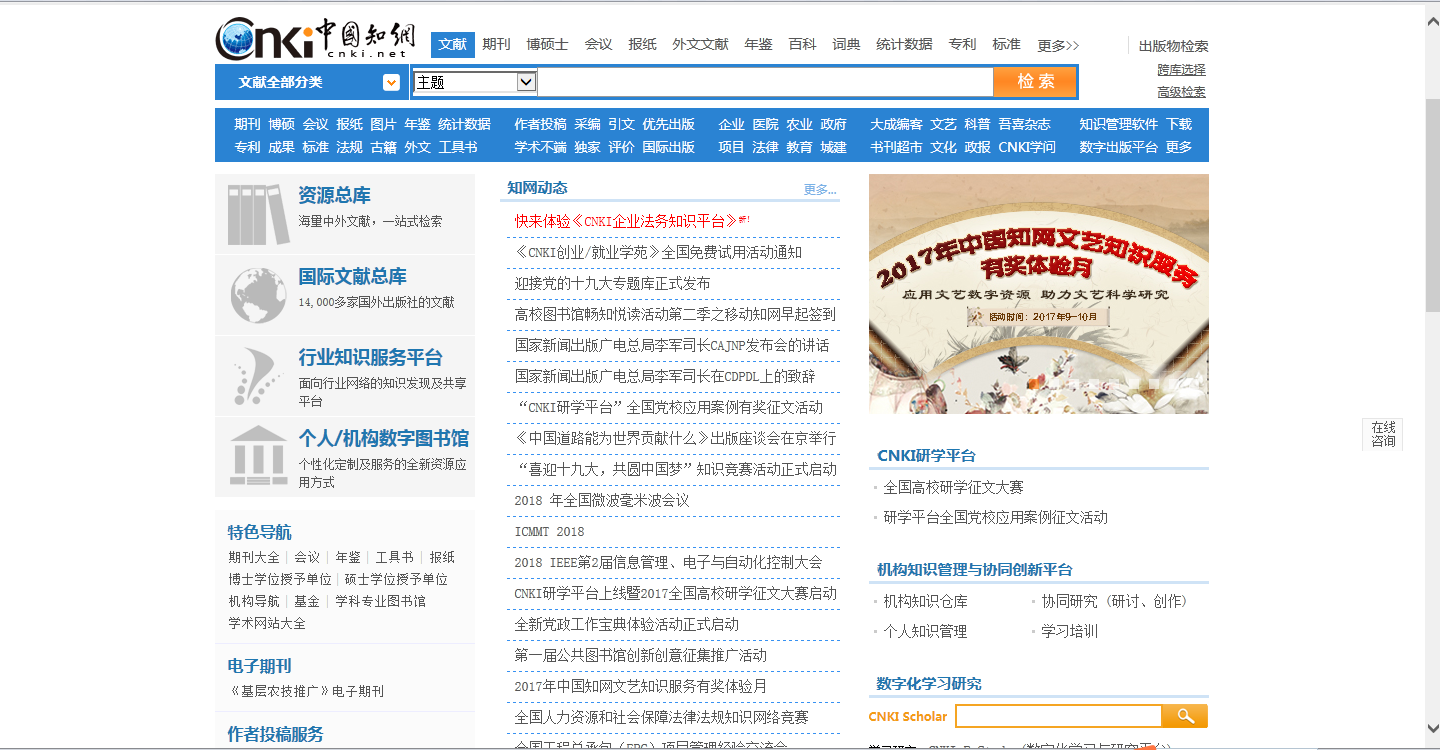 Cnki中国知網
cnki.net
文献 期刊 博硕士 会议 报纸 外文文献 年鉴 百科 词典 统计数据 专利 标准 更多>>
出版物检索
文献全部分类 主题 检 索
跨库选择
高级检索
期刊 博硕 会议 报纸 图片 年鉴 统计数据 作者投稿 采编 引文 优先出版 企业 医院 农业 政府 大成编客 文艺 科普 吾喜杂志 知识管理软件 下载
专利 成果 标准 法规 古籍 外文 工具书 学术不端 独家 评价 国际出版 项目 法律 教育 城建 书刊超市 文化 政报 CNKI学问 数字出版平台 更多
资源总库
海量中外文献，一站式检索
国际文献总库
14,000多家国外出版社的文献
行业知识服务平台
面向行业网络的知识发现及共享
平台
个人/机构数字图书馆
个性化定制及服务的全新资源应
用方式
特色导航
期刊大全 | 会议 | 年鉴 | 工具书 | 报纸
博士学位授予单位 | 硕士学位授予单位
机构导航 | 基金 | 学科专业图书馆
学术网站大全
电子期刊
《基层农技推广》电子期刊
作者投稿服务
知网动态 更多...
快来体验《CNKI企业法务知识平台》
《CNKI创业/就业学苑》全国免费试用活动通知
迎接党的十九大专题库正式发布
高校图书馆畅知悦读活动第二季之移动知网早起签到
国家新闻出版广电总局李军司长CAJNP发布会的讲话
国家新闻出版广电总局李军司长在CDPDL上的致辞
“CNKI研学平台”全国党校应用案例有奖征文活动
《中国道路能为世界贡献什么》出版座谈会在京举行
“喜迎十九大，共圆中国梦”知识竞赛活动正式启动
2018 年全国微波毫米波会议
ICMMT 2018
2018 IEEE第2届信息管理、电子与自动化控制大会
CNKI研学平台上线暨2017全国高校研学征文大赛启动
全新党政工作宝典体验活动正式启动
第一届公共图书馆创新创意征集推广活动
2017年中国知网文艺知识服务有奖体验月
全国人力资源和社会保障法律法规知识网络竞赛
全国工程总承包（EPC）项目管理经验交流会
2017年中国知网文艺知识服务
有奖体验月
应用文艺数字资源 助力文艺科学研究
活动时间：2017年9-10月
CNKI研学平台
全国高校研学征文大赛
研学平台全国党校应用案例征文活动
机构知识管理与协同创新平台
机构知识仓库 协同研究（研讨、创作）
个人知识管理 学习培训
数字化学习研究
CNKI Scholar
在线
咨询